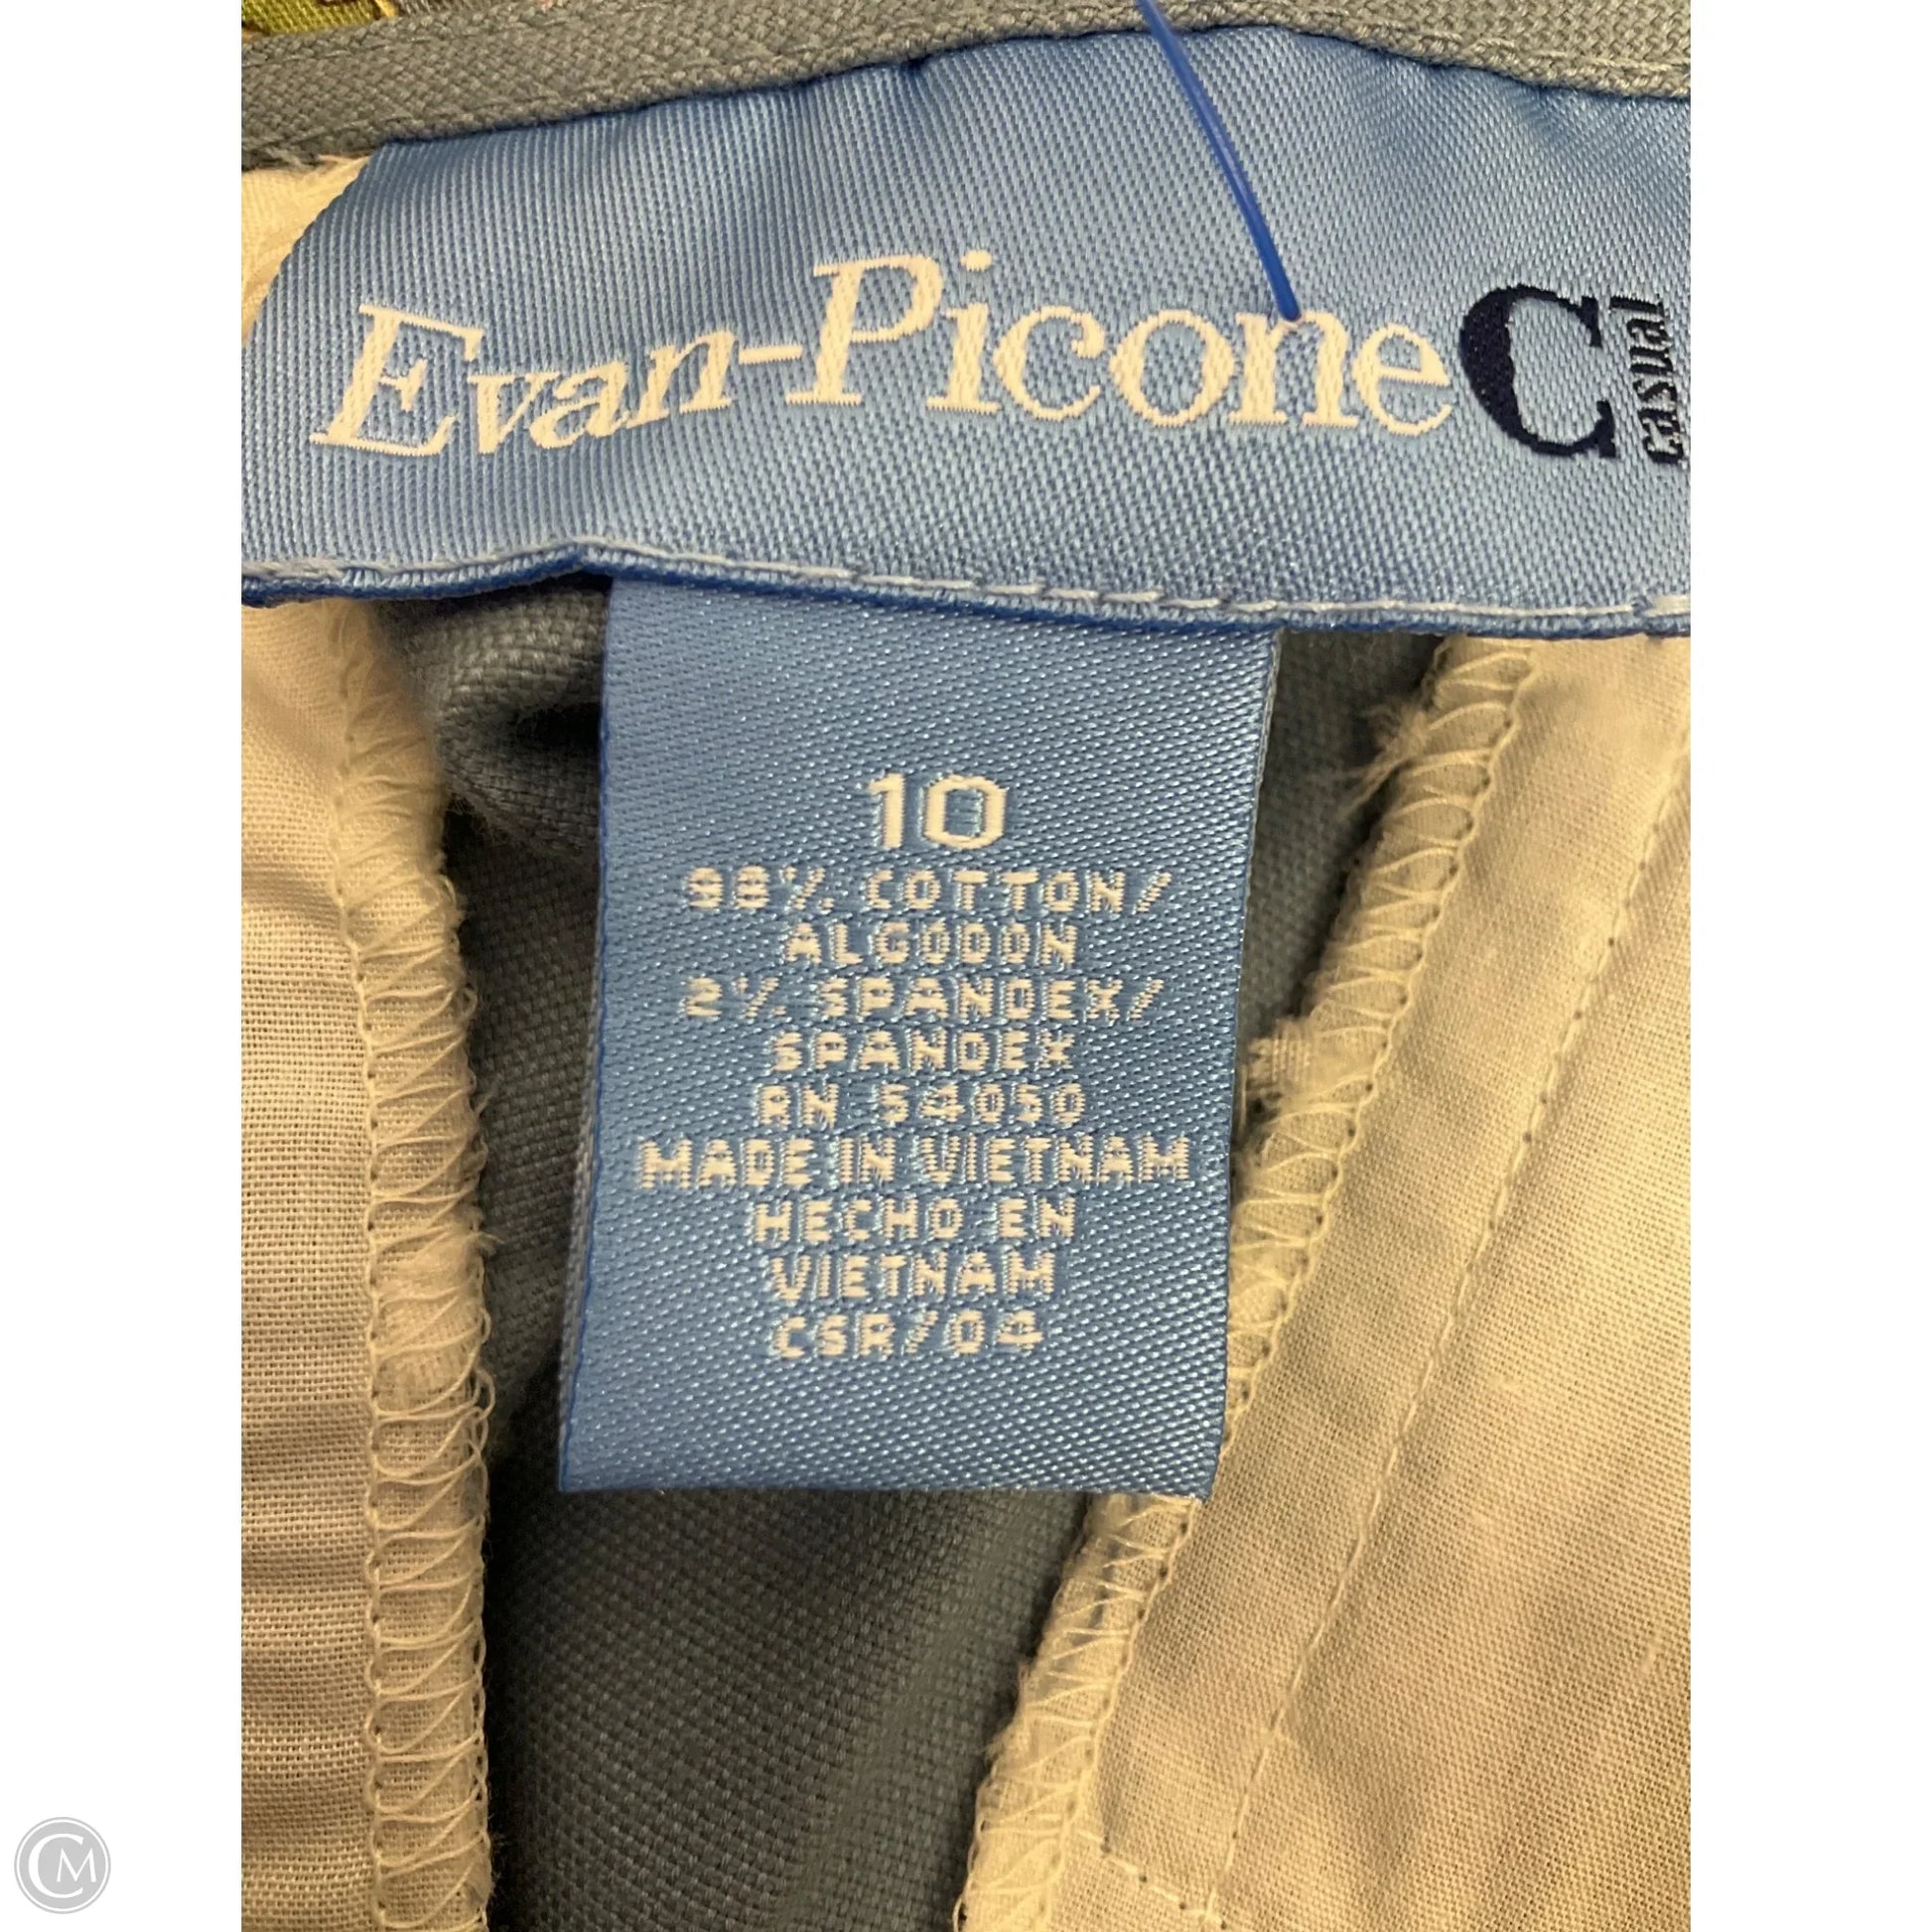 Evan-Picone C casual
10
98% COTTON/
ALGODON
2% SPANDEX/
SPANDEX
RN 54050
MADE IN VIETNAM
HECHO EN
VIETNAM
CSR/04
CM